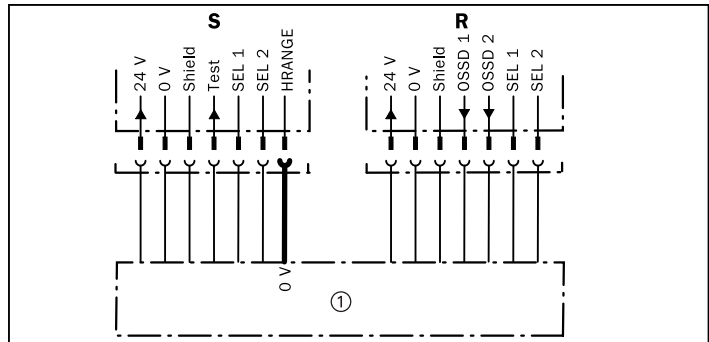 S
R
24 V
0 V
Shield
Test
SEL 1
SEL 2
HRANGE
24 V
0 V
Shield
OSSD 1
OSSD 2
SEL 1
SEL 2
0 V
①